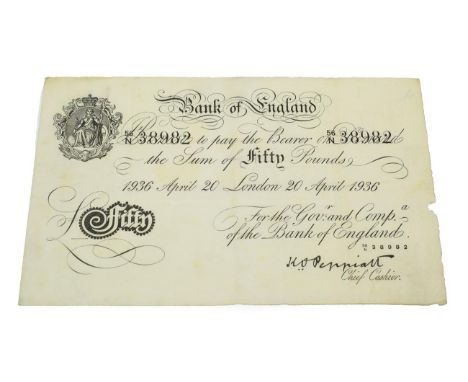 Bank of England
56/N 38982 56/N 38982
to pay the Bearer on
the Sum of Fifty Pounds
1936 April 20 London 20 April 1936
For the Govr. and Compa.
of the Bank of England.
Fifty
38982
K.O. Peppiatt
Chief Cashier.